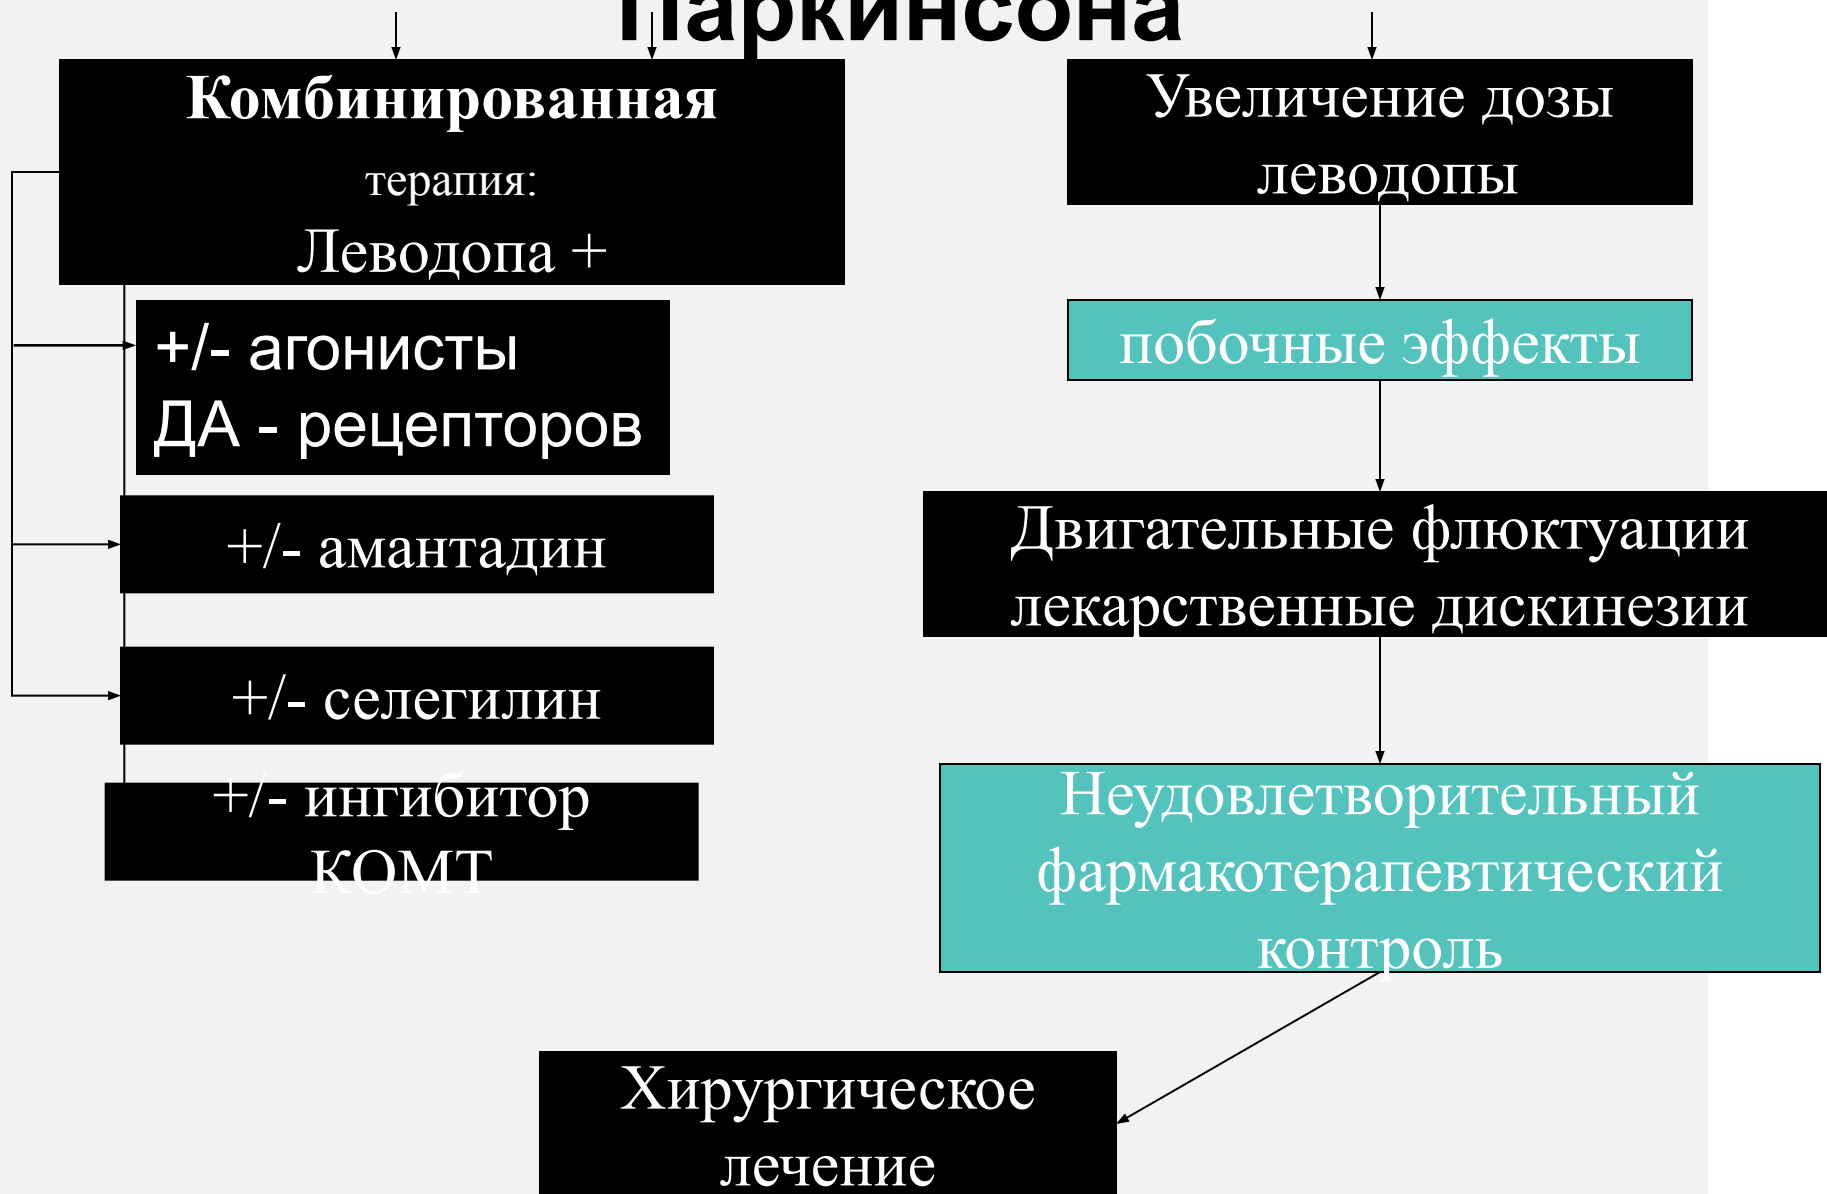 Паркинсона
Комбинированная
терапия:
Леводопа +
+/- агонисты
ДА - рецепторов
+/- амантадин
+/- селегилин
+/- ингибитор
КОМТ
Увеличение дозы
леводопы
побочные эффекты
Двигательные флюктуации
лекарственные дискинезии
Неудовлетворительный
фармакотерапевтический
контроль
Хирургическое
лечение